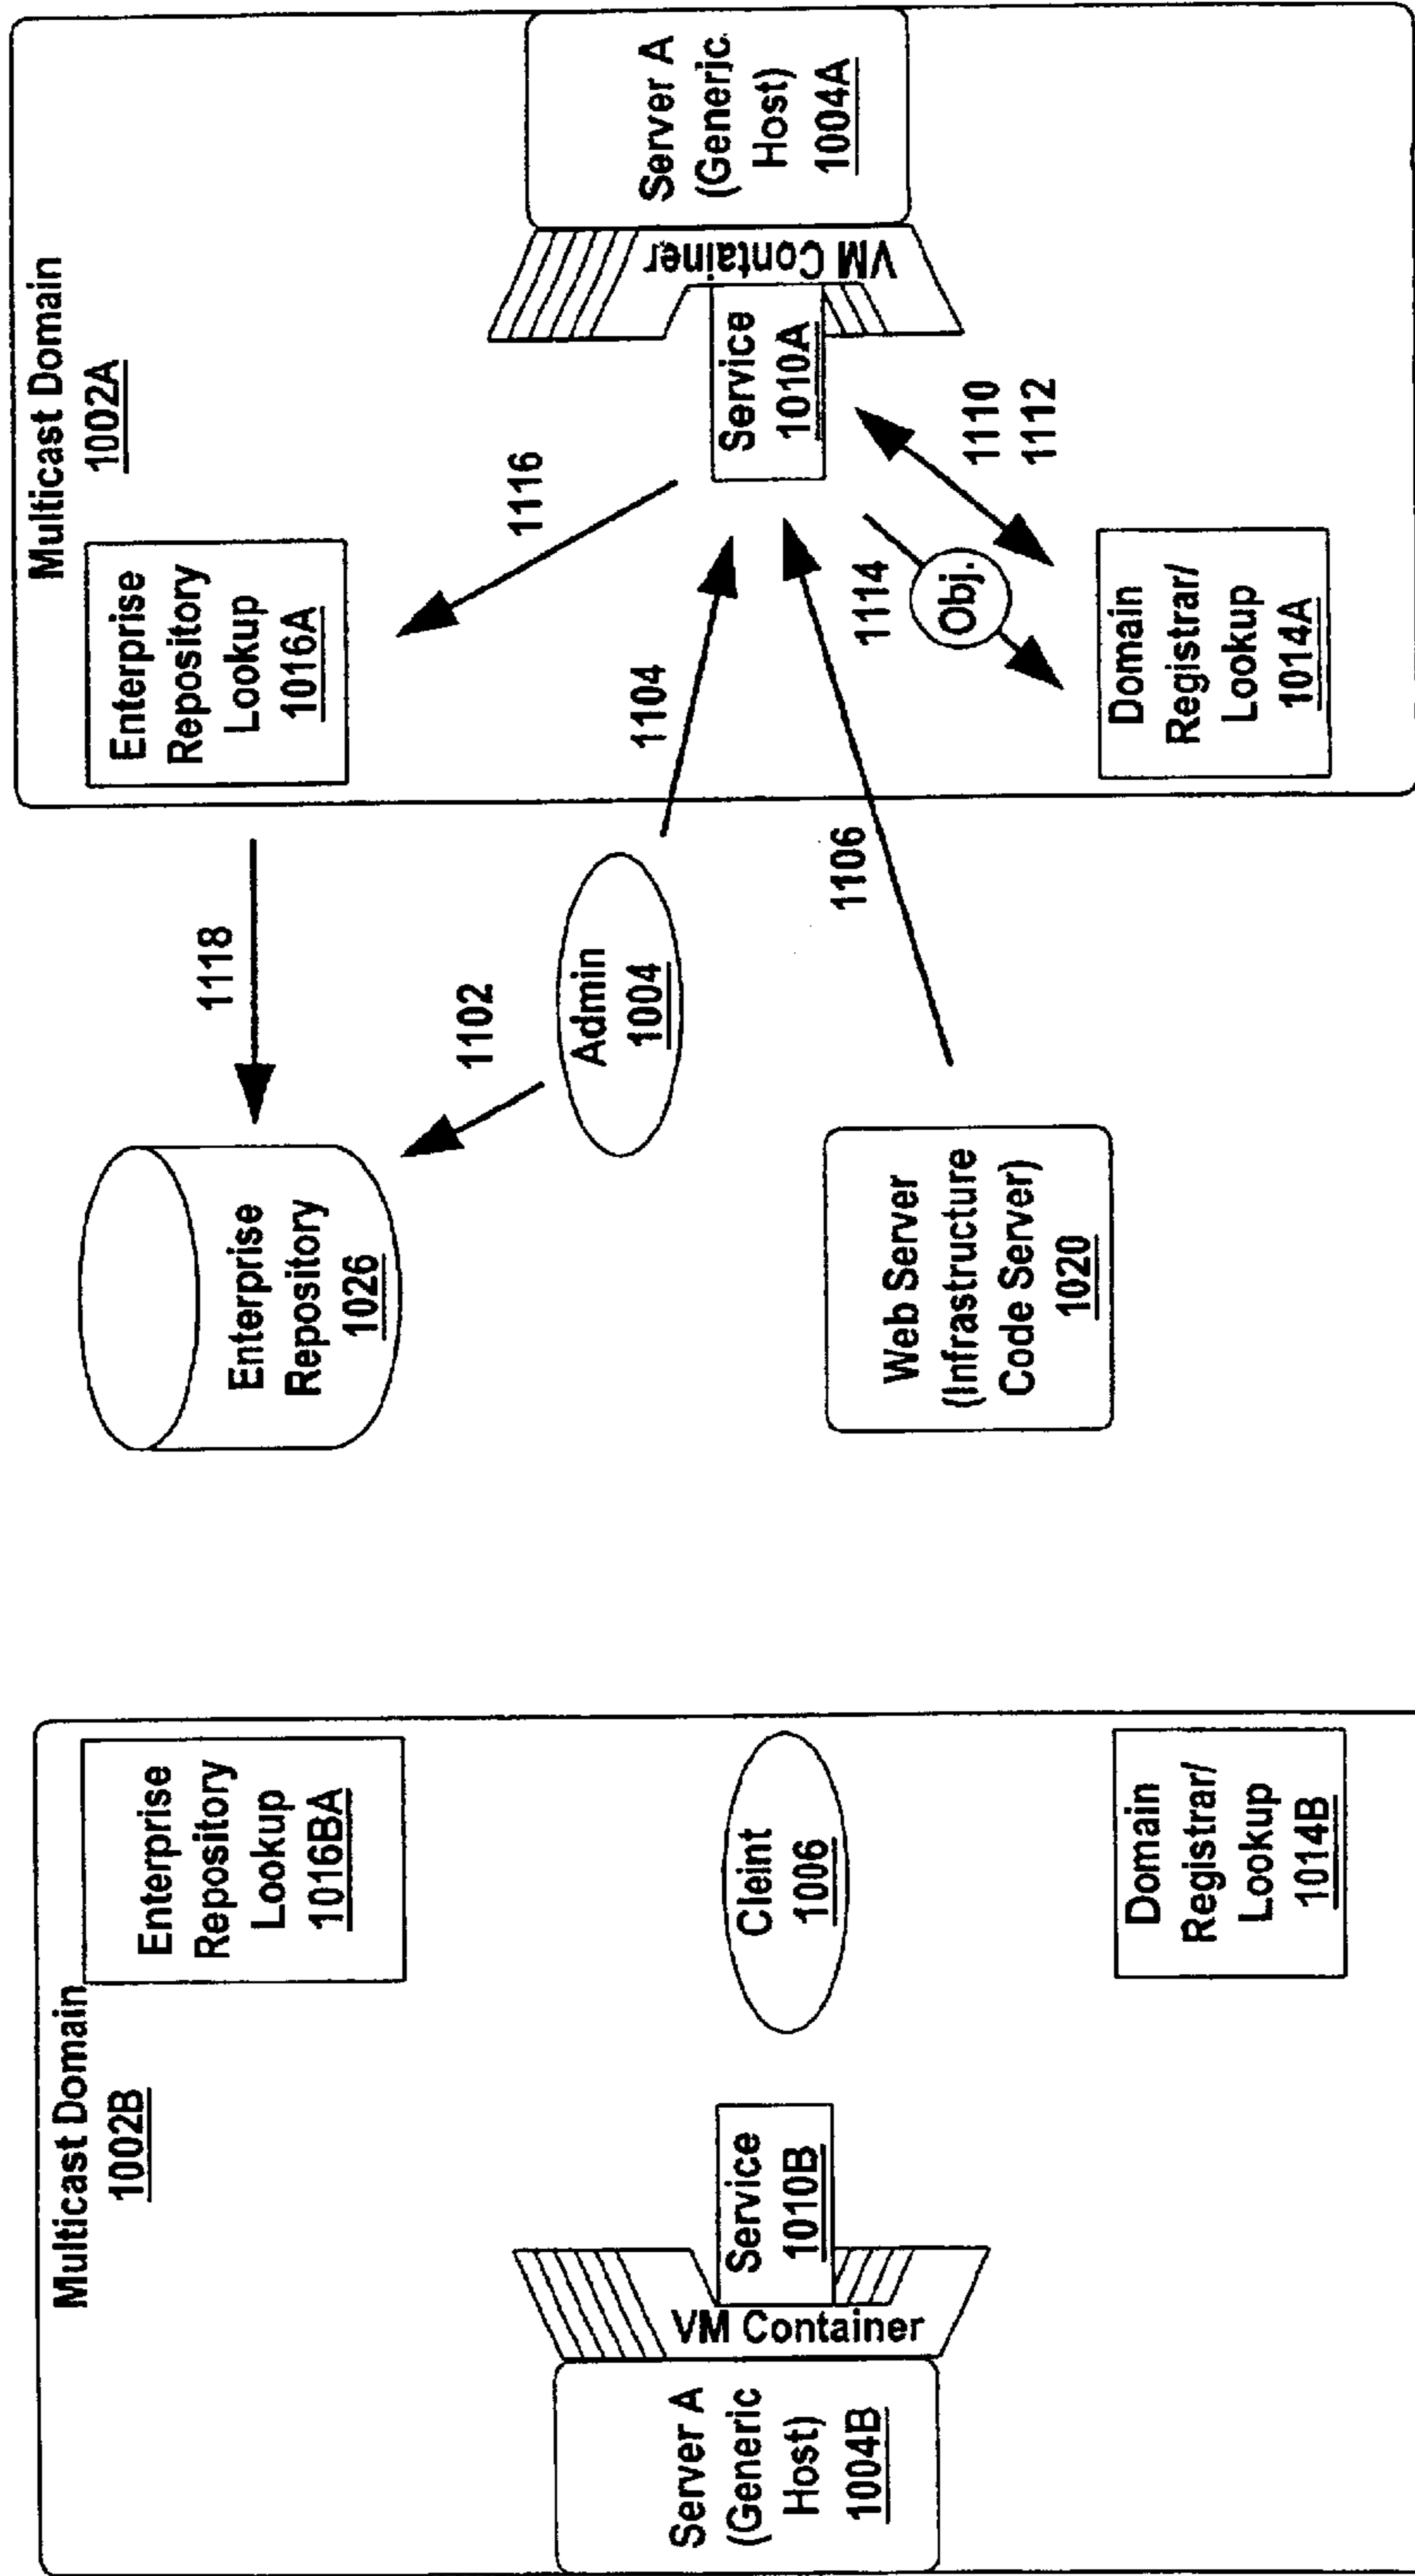 Multicast Domain
1002B
Enterprise
Repository
Lookup
1016BA
Server A
(Generic
Host)
1004B
VM Container
Service
1010B
Cleint
1006
Domain
Registrar/
Lookup
1014B
Enterprise
Repository
1026
1118
1102
Admin
1004
Web Server
(Infrastructure
Code Server)
1020
1104
1106
Multicast Domain
1002A
Enterprise
Repository
Lookup
1016A
1116
Service
1010A
VM Container
Server A
(Generic
Host)
1004A
1114
Obj.
1110
1112
Domain
Registrar/
Lookup
1014A